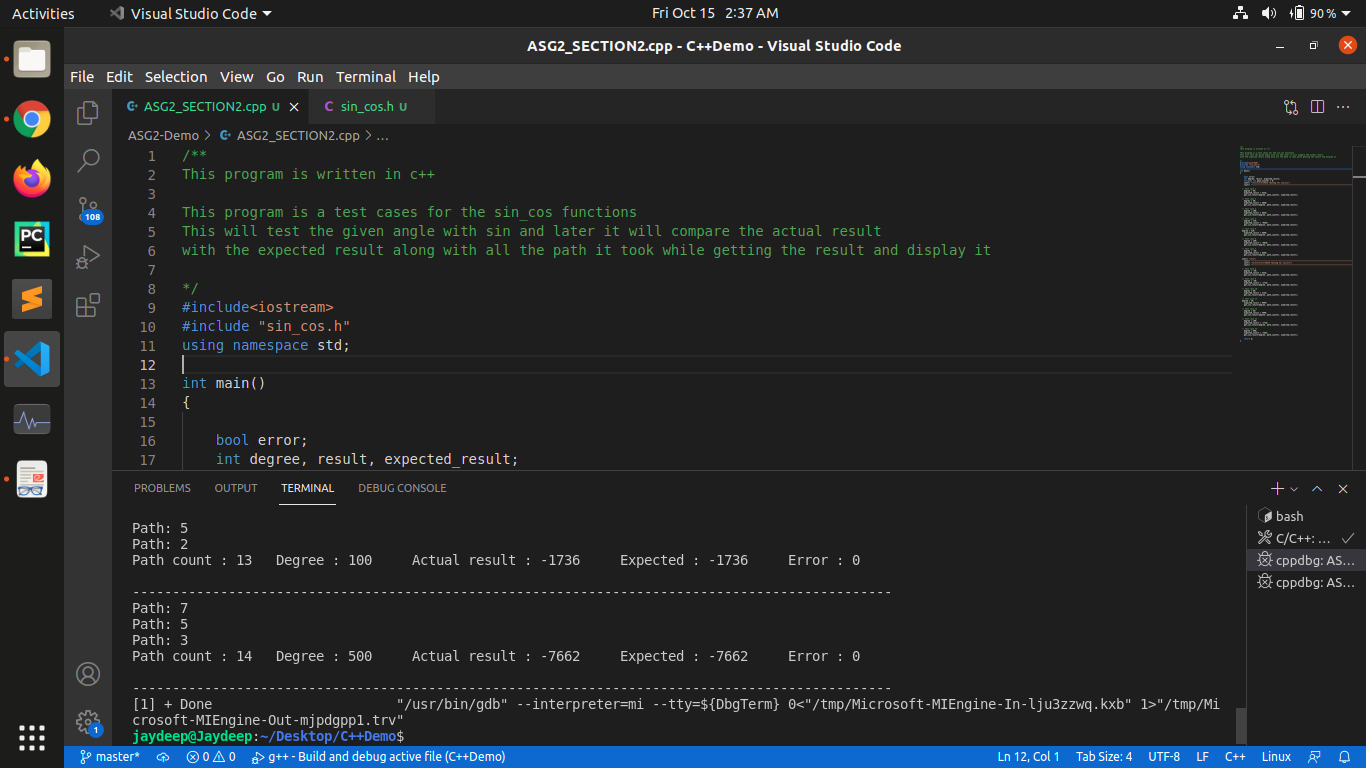 Activities Visual Studio Code Fri Oct 15 2:37 AM 90 %
ASG2_SECTION2.cpp - C++Demo - Visual Studio Code
File Edit Selection View Go Run Terminal Help
ASG2_SECTION2.cpp U sin_cos.h U
ASG2-Demo > ASG2_SECTION2.cpp > ...
1 /**
2 This program is written in c++
3
4 This program is a test cases for the sin_cos functions
5 This will test the given angle with sin and later it will compare the actual result
6 with the expected result along with all the path it took while getting the result and display it
7
8 */
9 #include<iostream>
10 #include "sin_cos.h"
11 using namespace std;
12
13 int main()
14 {
15
16 bool error;
17 int degree, result, expected_result;
108
PC
1
PROBLEMS OUTPUT TERMINAL DEBUG CONSOLE
Path: 5
Path: 2
Path count : 13 Degree : 100 Actual result : -1736 Expected : -1736 Error : 0
--------------------------------------------------------------------------------------
Path: 7
Path: 5
Path: 3
Path count : 14 Degree : 500 Actual result : -7662 Expected : -7662 Error : 0
--------------------------------------------------------------------------------------
[1] + Done "/usr/bin/gdb" --interpreter=mi --tty=${DbgTerm} 0<"/tmp/Microsoft-MIEngine-In-lju3zzwq.kxb" 1>"/tmp/Mi
crosoft-MIEngine-Out-mjpdgpp1.trv"
jaydeep@Jaydeep:~/Desktop/C++Demo$
bash
C/C++: ...
cppdbg: AS...
cppdbg: AS...
master* 0 0 g++ - Build and debug active file (C++Demo) Ln 12, Col 1 Tab Size: 4 UTF-8 LF C++ Linux